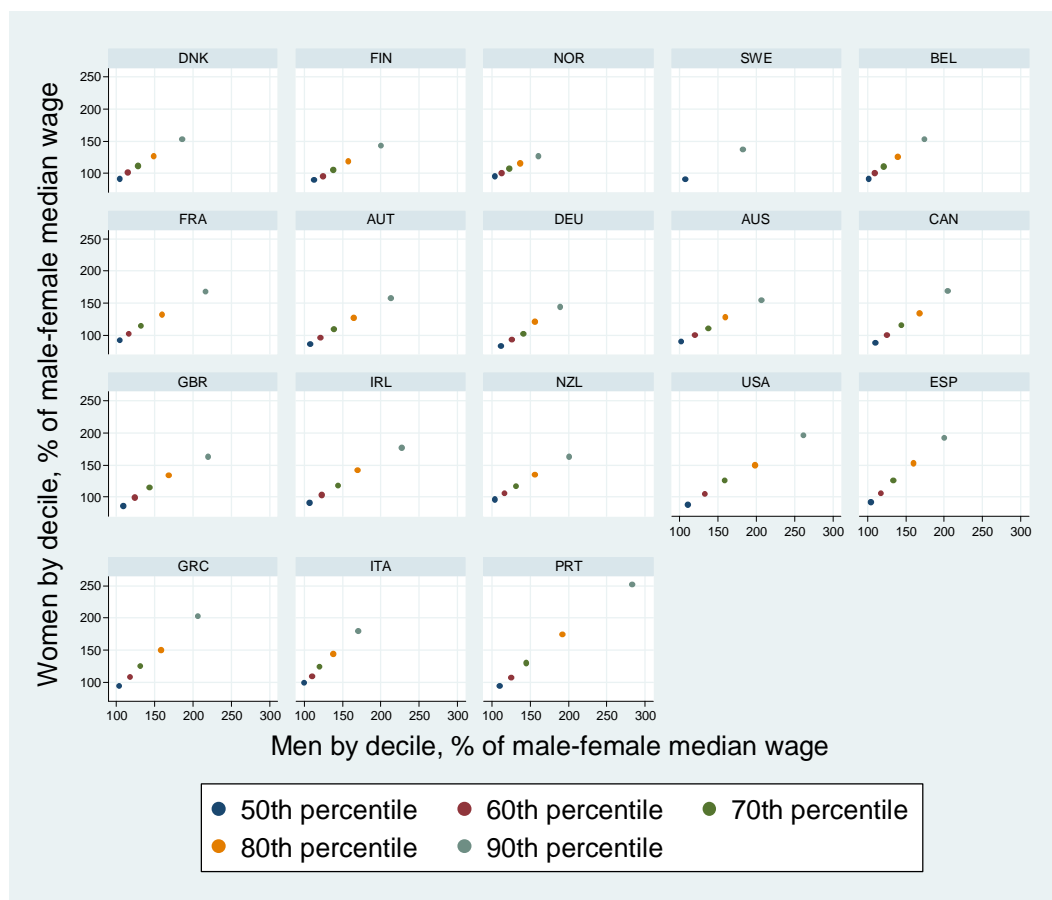 Women by decile, % of male-female median wage
DNK FIN NOR SWE BEL
250
200
150
100
FRA AUT DEU AUS CAN
250
200
150
100
GBR IRL NZL USA ESP
250
200
150
100
100 150 200 250 300 100 150 200 250 300
GRC ITA PRT
250
200
150
100
100 150 200 250 300 100 150 200 250 300 100 150 200 250 300
Men by decile, % of male-female median wage
50th percentile 60th percentile 70th percentile
80th percentile 90th percentile